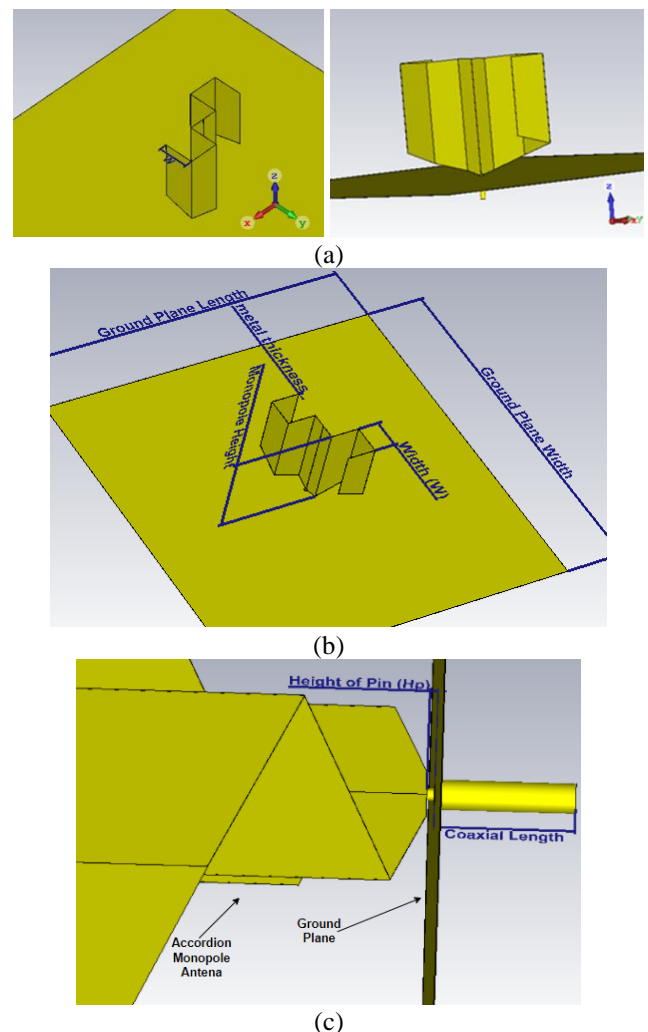 W
z
x
y
z
x
Y
(a)
Ground Plane Length
metal thickness
Monopole Height
Ground Plane Width
Width (W)
(b)
Height of Pin (Hp)
Coaxial Length
Ground
Plane
Accordion
Monopole
Antena
(c)